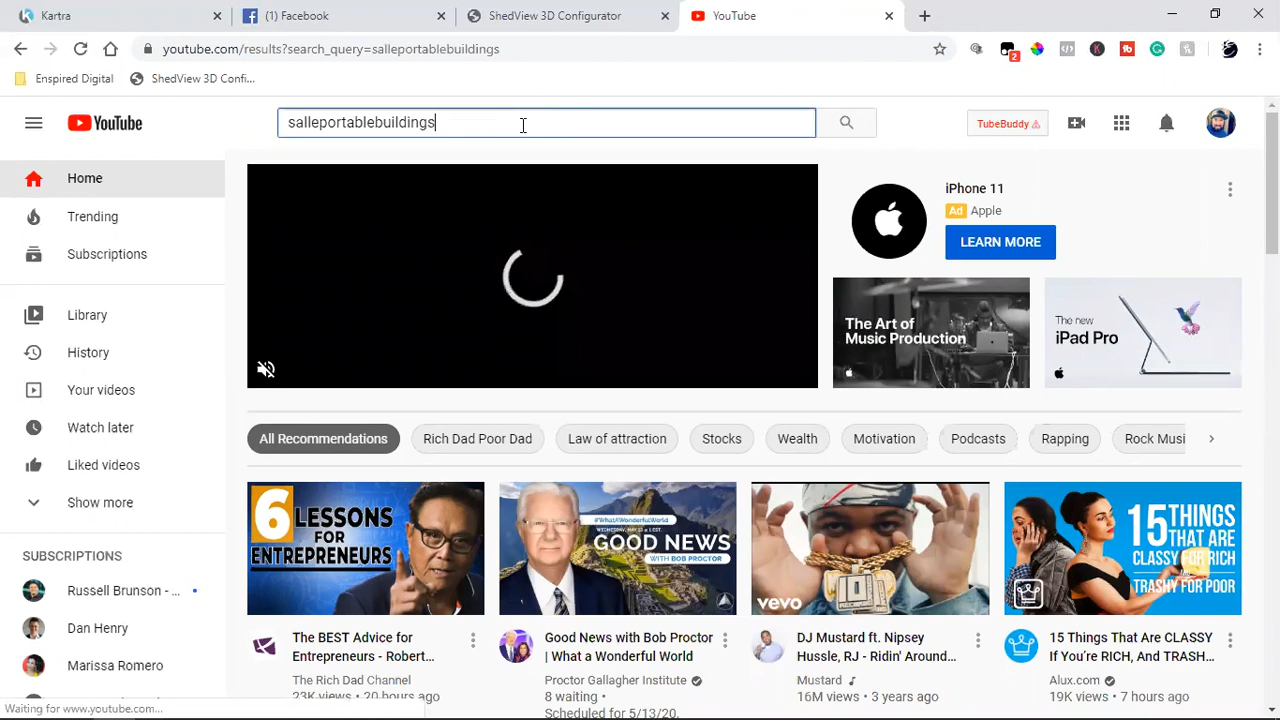 Kartra
(1) Facebook
ShedView 3D Configurator
YouTube
youtube.com/results?search_query=salleportablebuildings
2
Enspired Digital
ShedView 3D Confi...
YouTube
salleportablebuildings
TubeBuddy
Home
Trending
Subscriptions
Library
History
Your videos
Watch later
Liked videos
Show more
SUBSCRIPTIONS
Russell Brunson - ...
Dan Henry
Marissa Romero
iPhone 11
Ad Apple
LEARN MORE
The Art of
Music Production
The new
iPad Pro
All Recommendations
Rich Dad Poor Dad
Law of attraction
Stocks
Wealth
Motivation
Podcasts
Rapping
Rock Musi
6 LESSONS
FOR
ENTREPRENEURS
#WhatAWonderfulWorld
GOOD NEWS
WITH BOB PROCTOR
vevo
15 THINGS
THAT ARE
CLASSY FOR RICH
TRASHY FOR POOR
The BEST Advice for
Entrepreneurs - Robert...
The Rich Dad Channel
23K views • 20 hours ago
Good News with Bob Proctor
| What a Wonderful World
Proctor Gallagher Institute
8 waiting •
Scheduled for 5/13/20,
DJ Mustard ft. Nipsey
Hussle, RJ - Ridin' Around...
Mustard
16M views • 3 years ago
15 Things That Are CLASSY
If You're RICH, And TRASH...
Alux.com
19K views • 7 hours ago
Waiting for www.youtube.com...